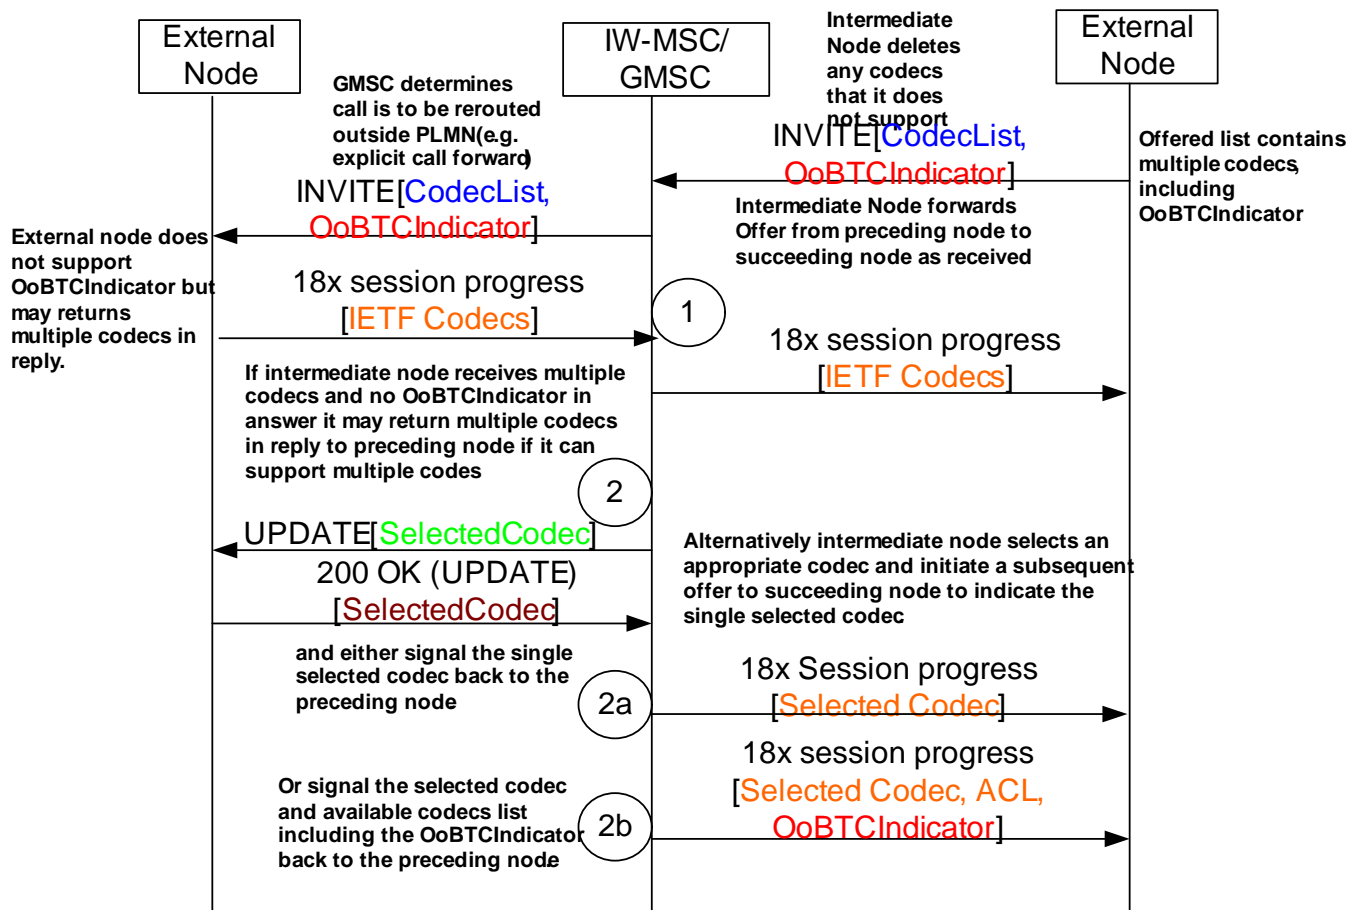 External
Node
IW-MSC/
GMSC
External
Node
Intermediate
Node deletes
any codecs
that it does
not support
GMSC determines
call is to be rerouted
outside PLMN(e.g.
explicit call forward)
INVITE[CodecList,
OoBTCIndicator]
Offered list contains
multiple codecs,
including
OoBTCIndicator
INVITE[CodecList,
OoBTCIndicator]
Intermediate Node forwards
Offer from preceding node to
succeeding node as received
External node does
not support
OoBTCIndicator but
may returns
multiple codecs in
reply.
18x session progress
[IETF Codecs]
1
18x session progress
[IETF Codecs]
If intermediate node receives multiple
codecs and no OoBTCIndicator in
answer it may return multiple codecs
in reply to preceding node if it can
support multiple codes
2
UPDATE[SelectedCodec]
200 OK (UPDATE)
[SelectedCodec]
Alternatively intermediate node selects an
appropriate codec and initiate a subsequent
offer to succeeding node to indicate the
single selected codec.
and either signal the single
selected codec back to the
preceding node
2a
18x Session progress
[Selected Codec]
Or signal the selected codec
and available codecs list
including the OoBTCIndicator
back to the preceding node.
2b
18x session progress
[Selected Codec, ACL,
OoBTCIndicator]